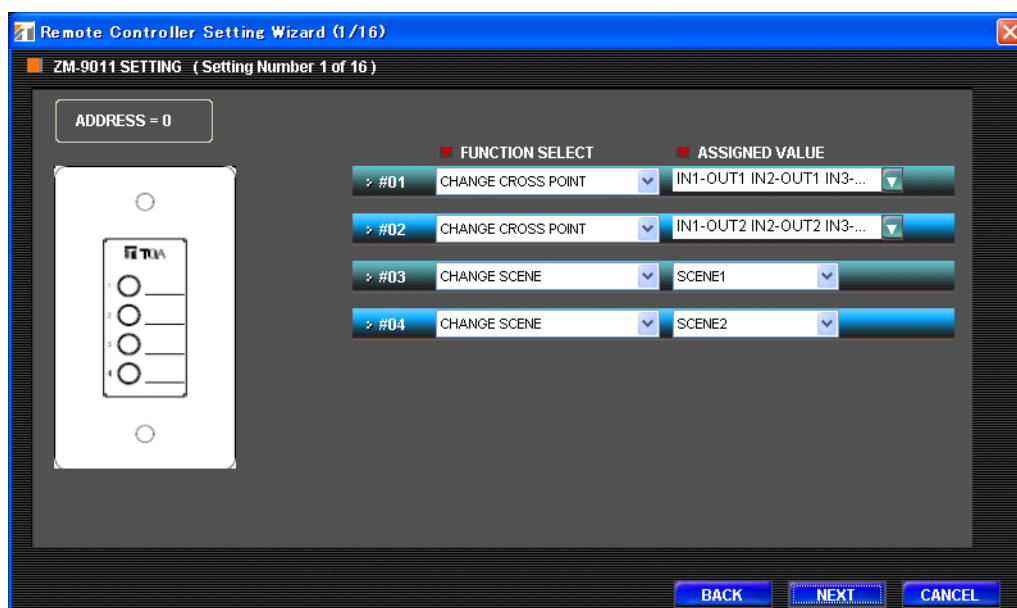 Remote Controller Setting Wizard (1/16)
ZM-9011 SETTING ( Setting Number 1 of 16 )
ADDRESS = 0
FUNCTION SELECT ASSIGNED VALUE
#01 CHANGE CROSS POINT IN1-OUT1 IN2-OUT1 IN3-...
#02 CHANGE CROSS POINT IN1-OUT2 IN2-OUT2 IN3-...
#03 CHANGE SCENE SCENE1
#04 CHANGE SCENE SCENE2
TOA
1
2
3
4
BACK NEXT CANCEL